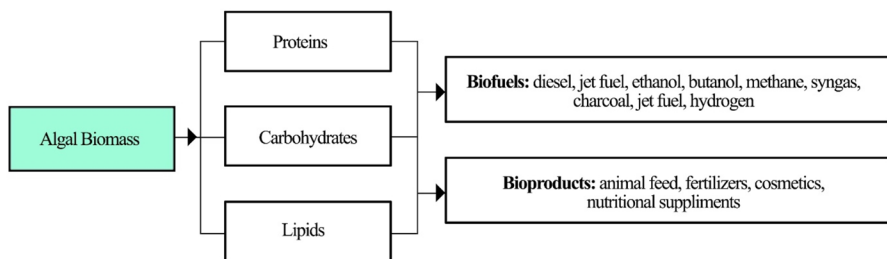 Proteins
Biofuels: diesel, jet fuel, ethanol, butanol, methane, syngas,
charcoal, jet fuel, hydrogen
Algal Biomass
Carbohydrates
Bioproducts: animal feed, fertilizers, cosmetics,
nutritional suppliments
Lipids